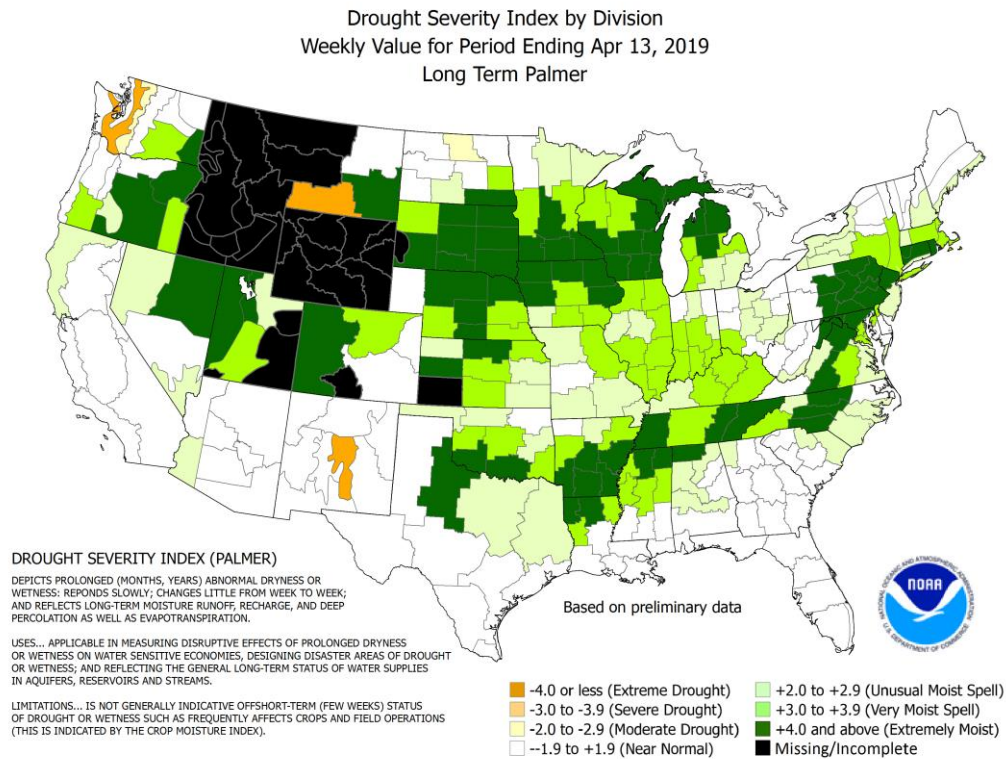 Drought Severity Index by Division
Weekly Value for Period Ending Apr 13, 2019
Long Term Palmer
DROUGHT SEVERITY INDEX (PALMER)
DEPICTS PROLONGED (MONTHS, YEARS) ABNORMAL DRYNESS OR
WETNESS: REPONDS SLOWLY; CHANGES LITTLE FROM WEEK TO WEEK;
AND REFLECTS LONG-TERM MOISTURE RUNOFF, RECHARGE, AND DEEP
PERCOLATION AS WELL AS EVAPOTRANSPIRATION.
USES... APPLICABLE IN MEASURING DISRUPTIVE EFFECTS OF PROLONGED DRYNESS
OR WETNESS ON WATER SENSITIVE ECONOMIES, DESIGNING DISASTER AREAS OF DROUGHT
OR WETNESS; AND REFLECTING THE GENERAL LONG-TERM STATUS OF WATER SUPPLIES
IN AQUIFERS, RESERVOIRS AND STREAMS.
LIMITATIONS... IS NOT GENERALLY INDICATIVE OFFSHORT-TERM (FEW WEEKS) STATUS
OF DROUGHT OR WETNESS SUCH AS FREQUENTLY AFFECTS CROPS AND FIELD OPERATIONS
(THIS IS INDICATED BY THE CROP MOISTURE INDEX).
Based on preliminary data
NATIONAL OCEANIC AND ATMOSPHERIC ADMINISTRATION
NOAA
U.S. DEPARTMENT OF COMMERCE
-4.0 or less (Extreme Drought)
-3.0 to -3.9 (Severe Drought)
-2.0 to -2.9 (Moderate Drought)
--1.9 to +1.9 (Near Normal)
+2.0 to +2.9 (Unusual Moist Spell)
+3.0 to +3.9 (Very Moist Spell)
+4.0 and above (Extremely Moist)
Missing/Incomplete